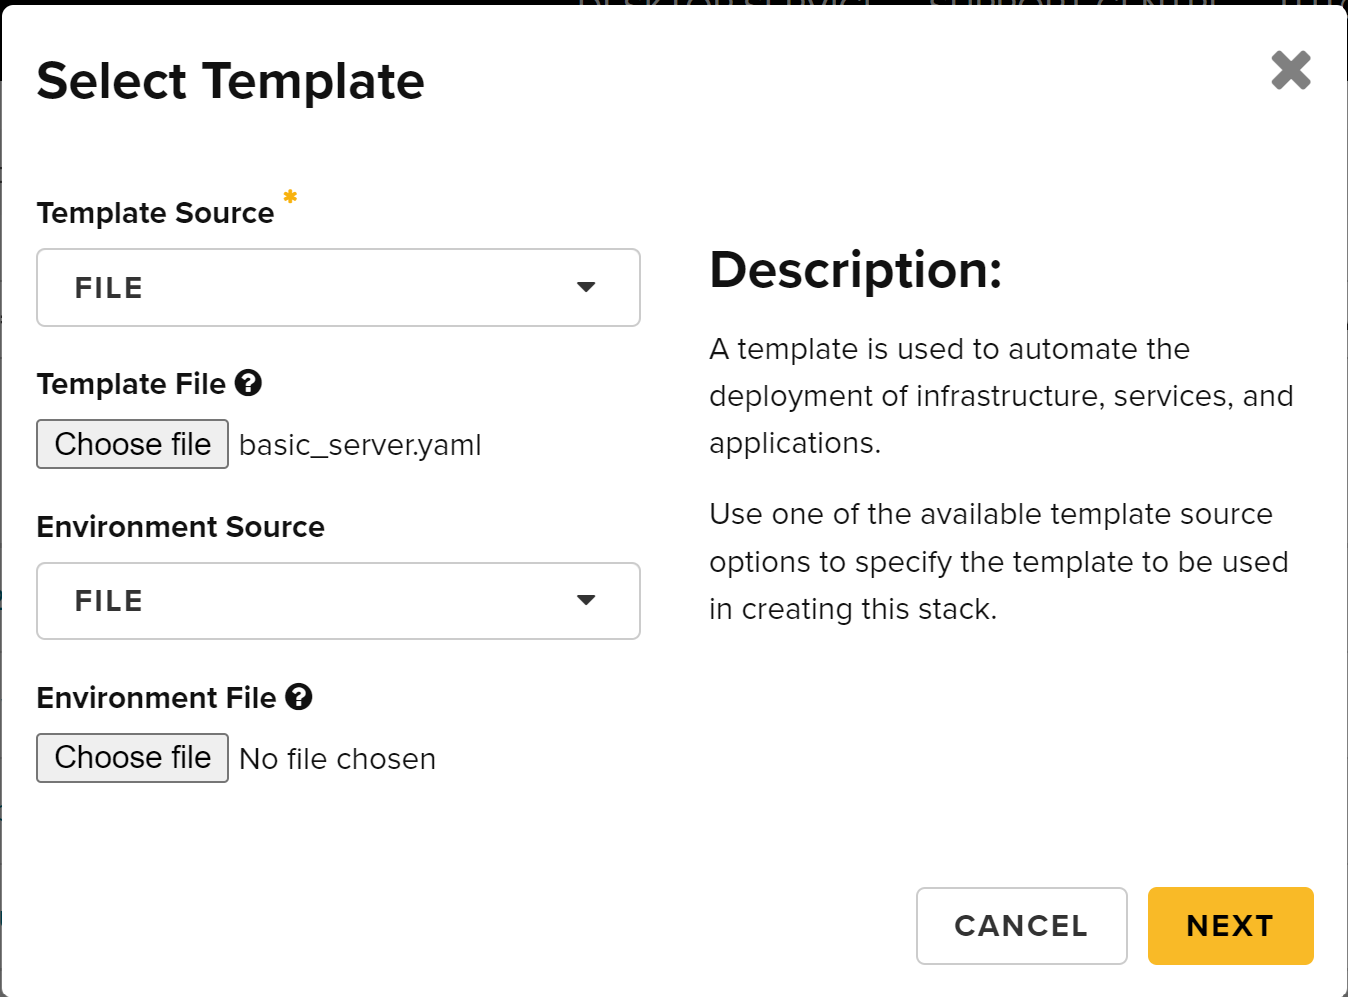 Select Template
Template Source *
FILE
Template File ?
Choose file basic_server.yaml
Environment Source
FILE
Environment File ?
Choose file No file chosen
Description:
A template is used to automate the
deployment of infrastructure, services, and
applications.
Use one of the available template source
options to specify the template to be used
in creating this stack.
CANCEL
NEXT